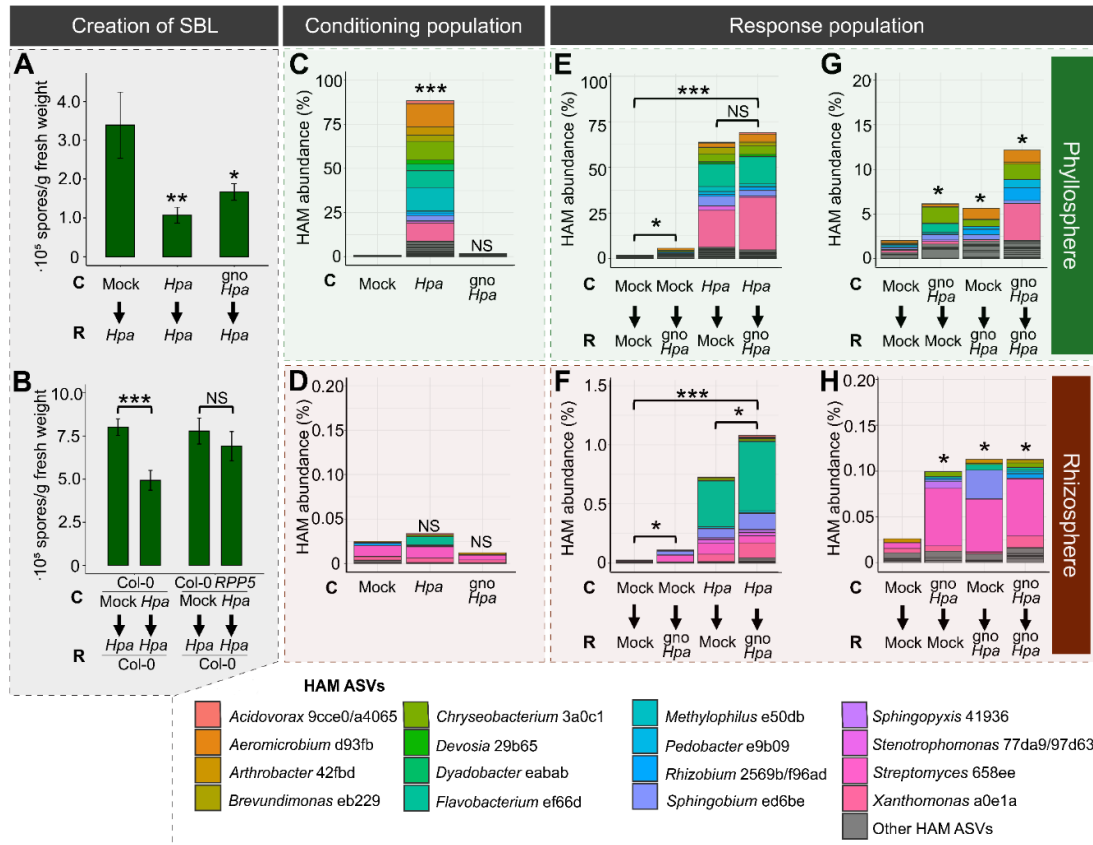 Creation of SBL
Conditioning population
Response population
A
·10⁵ spores/g fresh weight
4.0
3.0
2.0
1.0
0
**
*
C
Mock
Hpa
gno
Hpa
R
Hpa
Hpa
Hpa
B
·10⁵ spores/g fresh weight
10.0
7.5
5.0
2.5
0
***
NS
C
Col-0
Col-0 RPP5
Mock Hpa
Mock Hpa
R
Hpa Hpa
Hpa Hpa
Col-0
Col-0
C
HAM abundance (%)
100
75
50
25
0
***
NS
C
Mock
Hpa
gno
Hpa
D
HAM abundance (%)
0.20
0.15
0.10
0.05
0
NS
NS
NS
C
Mock
Hpa
gno
Hpa
E
HAM abundance (%)
100
75
50
25
0
***
NS
*
C
Mock Mock Hpa Hpa
R
Mock gno Mock gno
Hpa Hpa
F
HAM abundance (%)
1.5
1.0
0.5
0
***
*
*
C
Mock Mock Hpa Hpa
R
Mock gno Mock gno
Hpa Hpa
G
HAM abundance (%)
20
15
10
5
0
*
*
*
C
Mock gno Mock gno
Hpa Hpa
R
Mock Mock gno gno
Hpa Hpa
H
HAM abundance (%)
0.20
0.15
0.10
0.05
0
*
*
*
C
Mock gno Mock gno
Hpa Hpa
R
Mock Mock gno gno
Hpa Hpa
Phyllosphere
Rhizosphere
HAM ASVs
Acidovorax 9cce0/a4065
Aeromicrobium d93fb
Arthrobacter 42fbd
Brevundimonas eb229
Chryseobacterium 3a0c1
Devosia 29b65
Dyadobacter eabab
Flavobacterium ef66d
Methylophilus e50db
Pedobacter e9b09
Rhizobium 2569b/f96ad
Sphingobium ed6be
Sphingopyxis 41936
Stenotrophomonas 77da9/97d63
Streptomyces 658ee
Xanthomonas a0e1a
Other HAM ASVs